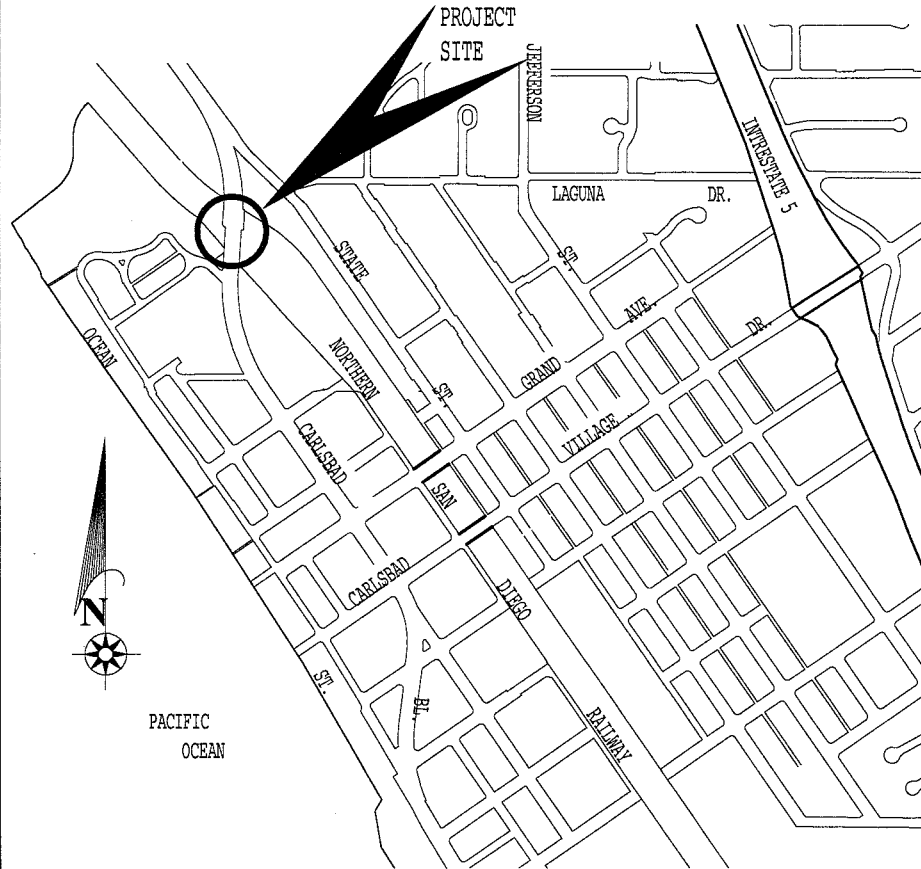 PROJECT
SITE
JEFFERSON
INTRESTATE 5
LAGUNA
DR.
STATE
ST.
AVE.
DR.
OCEAN
NORTHERN
GRAND
ST.
VILLAGE
CARLSBAD
SAN
CARLSBAD
DIEGO
N
ST.
BL.
PACIFIC
OCEAN
RAILWAY